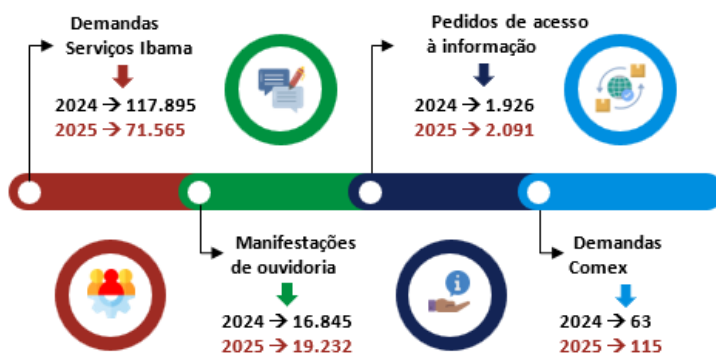 Demandas
Serviços Ibama
2024 → 117.895
2025 → 71.565
Manifestações
de ouvidoria
2024 → 16.845
2025 → 19.232
Pedidos de acesso
à informação
2024 → 1.926
2025 → 2.091
Demandas
Comex
2024 → 63
2025 → 115